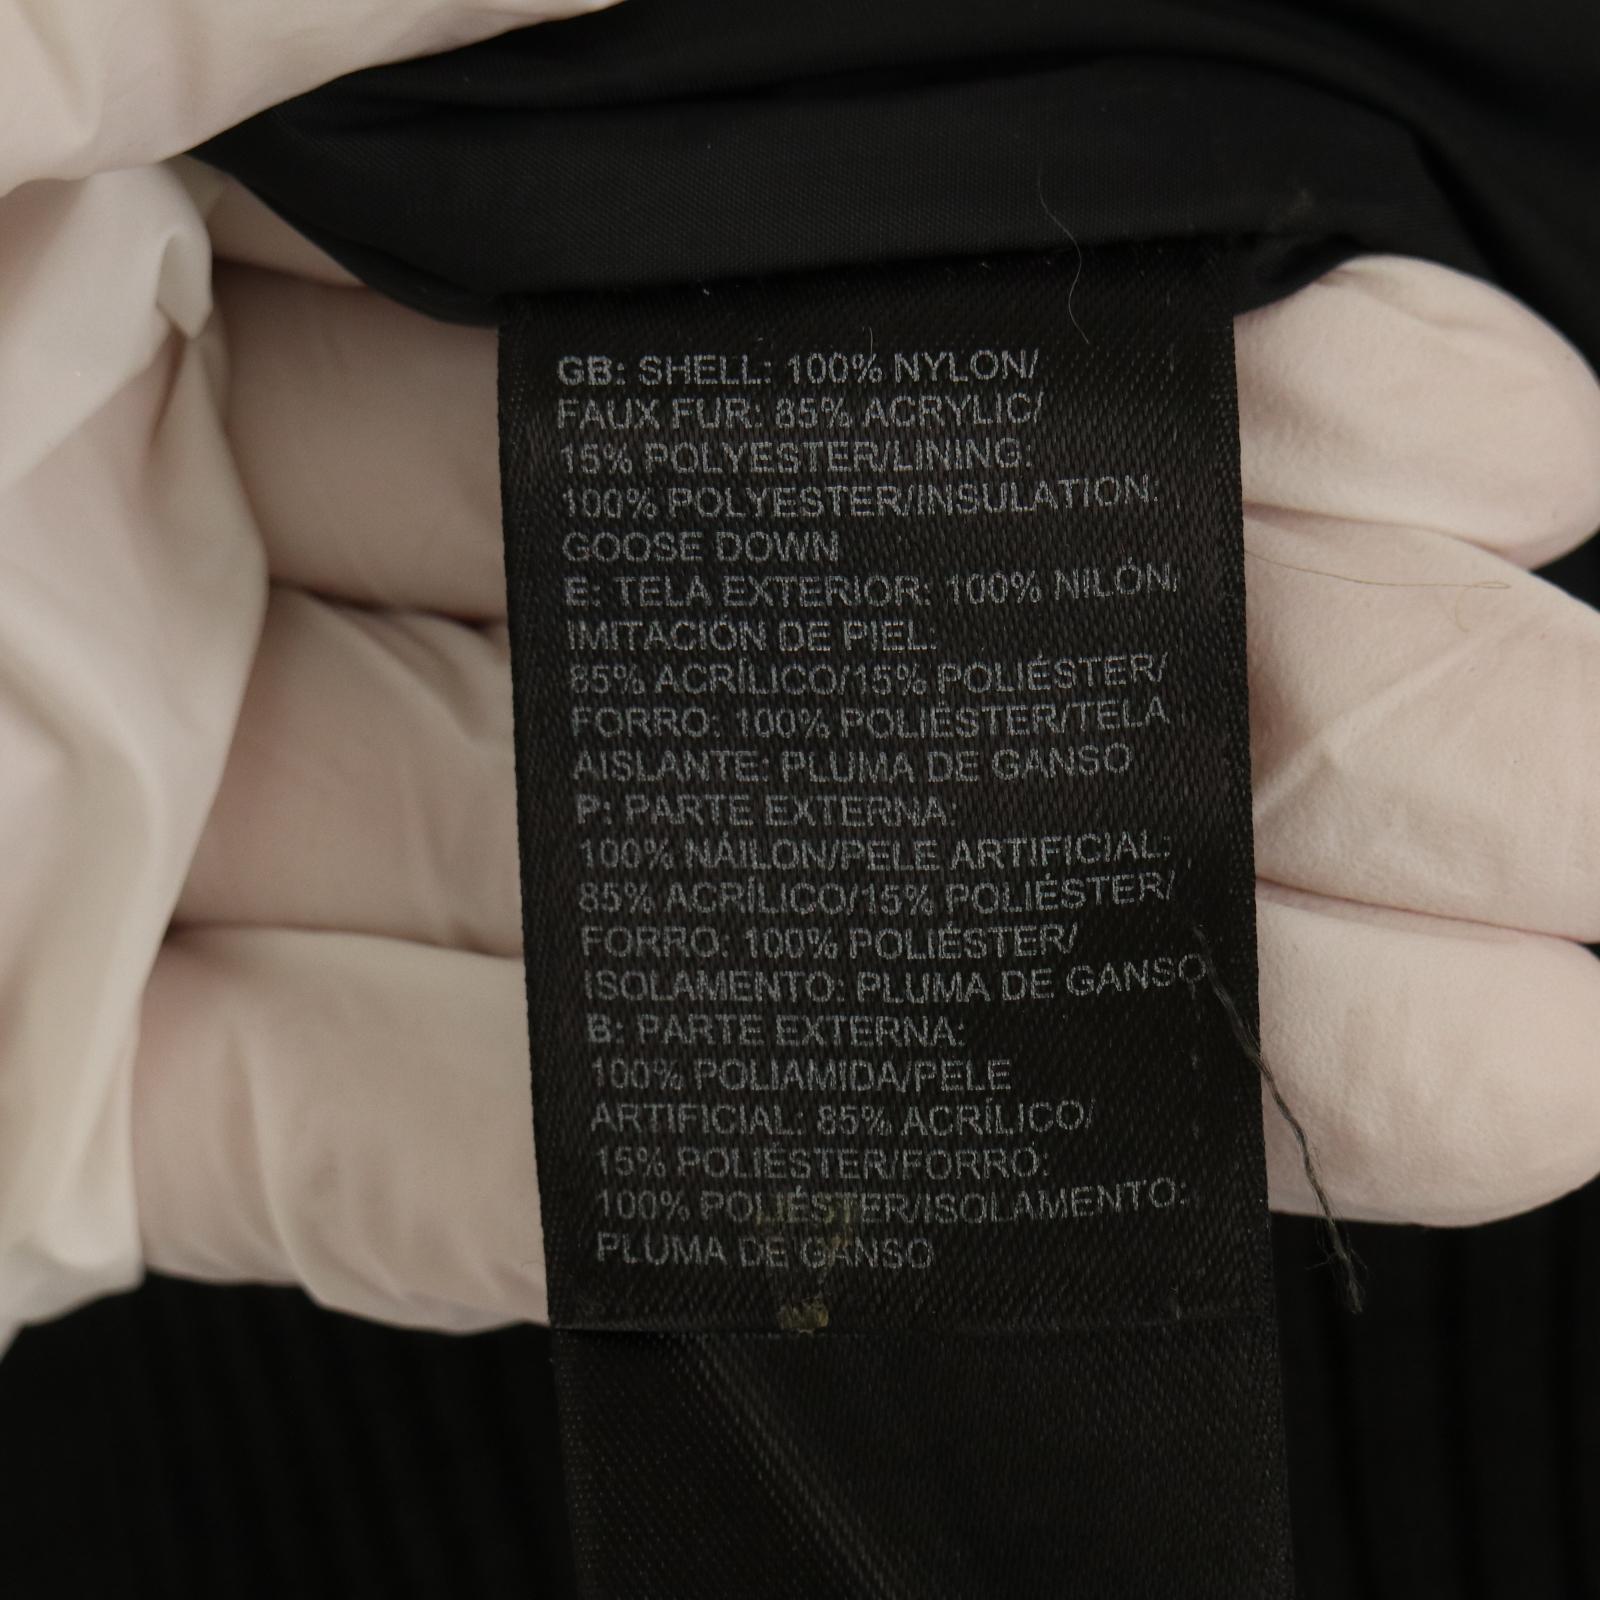 GB: SHELL: 100% NYLON/
FAUX FUR: 85% ACRYLIC/
15% POLYESTER/LINING:
100% POLYESTER/INSULATION:
GOOSE DOWN
E: TELA EXTERIOR: 100% NILÓN,
IMITACIÓN DE PIEL:
85% ACRÍLICO/15% POLIÉSTER/
FORRO: 100% POLIÉSTER/TELA
AISLANTE: PLUMA DE GANSO
P: PARTE EXTERNA:
100% NÁILON/PELE ARTIFICIAL:
85% ACRÍLICO/15% POLIÉSTER/
FORRO: 100% POLIÉSTER/
ISOLAMENTO: PLUMA DE GANSO
B: PARTE EXTERNA:
100% POLIAMIDA/PELE
ARTIFICIAL: 85% ACRÍLICO/
15% POLIÉSTER/FORRO:
100% POLIÉSTER/ISOLAMENTO:
PLUMA DE GANSO